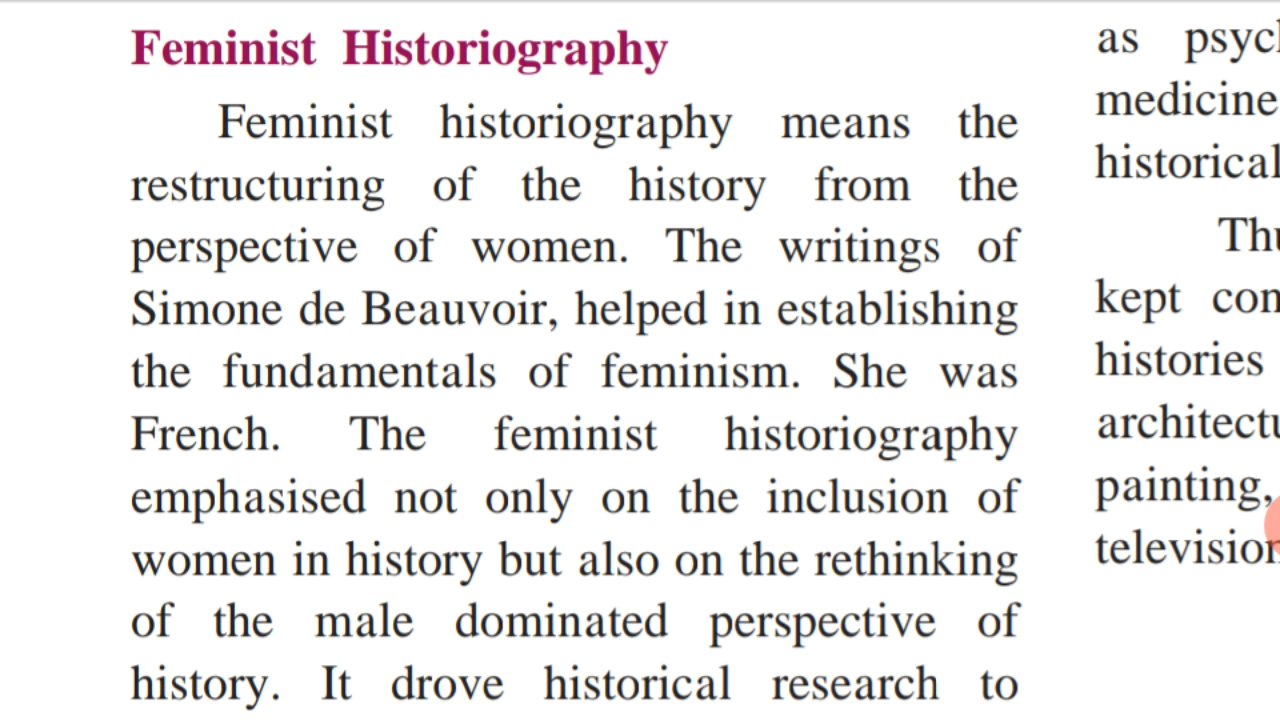 Feminist Historiography
Feminist historiography means the
restructuring of the history from the
perspective of women. The writings of
Simone de Beauvoir, helped in establishing
the fundamentals of feminism. She was
French. The feminist historiography
emphasised not only on the inclusion of
women in history but also on the rethinking
of the male dominated perspective of
history. It drove historical research to
as
medicine
historical
kept
histories
painting,